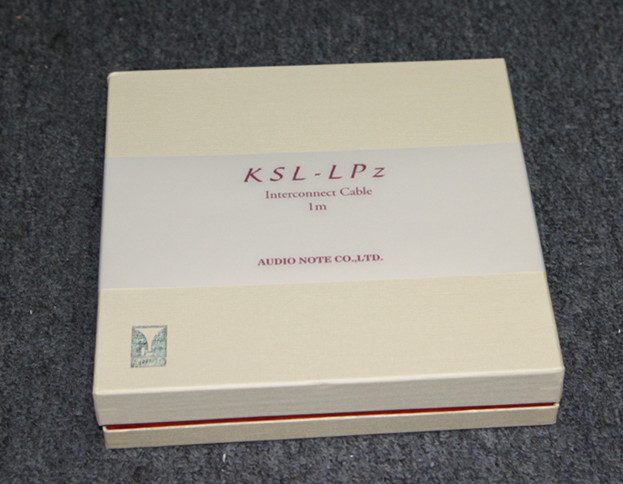 KSL-LPz
Interconnect Cable
1m
AUDIO NOTE CO.,LTD.